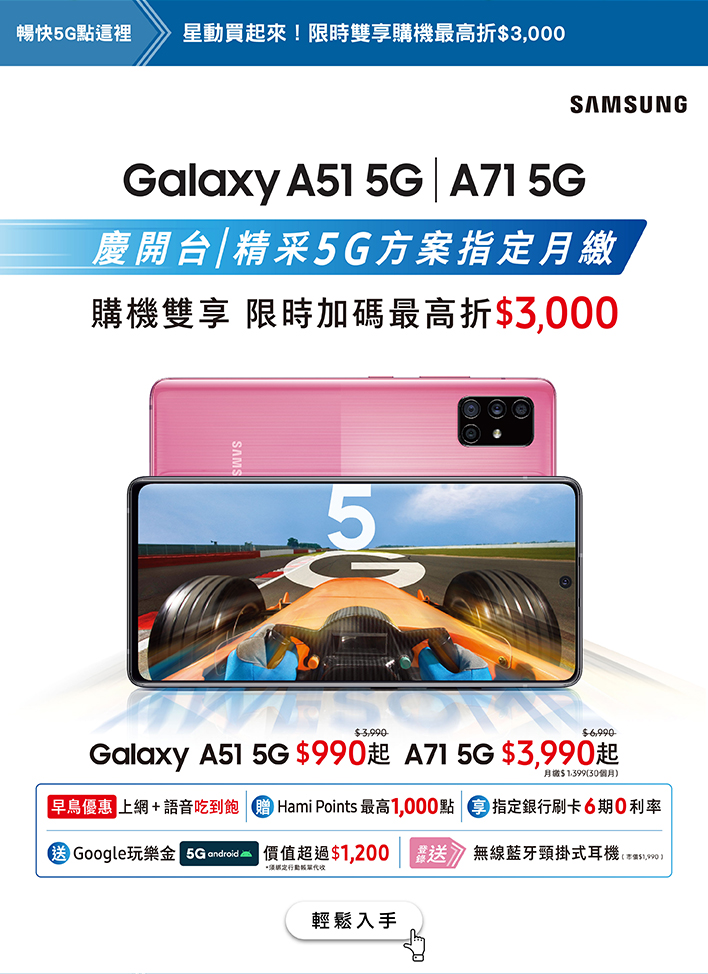 暢快5G點這裡 星動買起來！限時雙享購機最高折$3,000
SAMSUNG
Galaxy A51 5G | A71 5G
慶開台/精采5G方案指定月繳
購機雙享 限時加碼最高折$3,000
SAMS
5
G
$3,990 $6,990
Galaxy A51 5G $990起 A71 5G $3,990起
月繳$1,399(30個月)
早鳥優惠 上網+語音吃到飽 贈 Hami Points 最高1,000點 享 指定銀行刷卡6期0利率
送 Google玩樂金 5G android 價值超過$1,200 登錄送 無線藍牙頸掛式耳機(市價$1,990)
*須綁定行動帳單代收
輕鬆入手